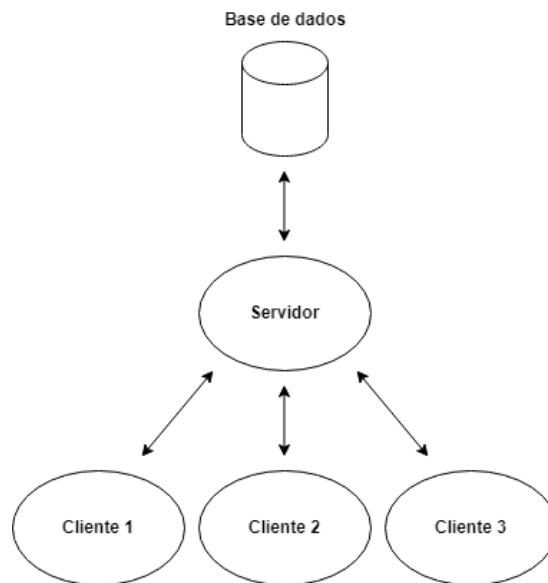 Base de dados
Servidor
Cliente 1
Cliente 2
Cliente 3